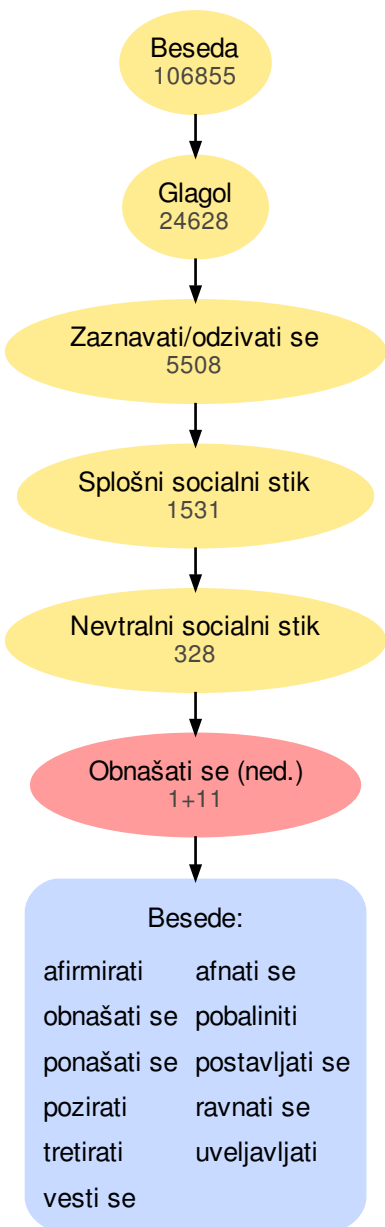 Beseda
106855
Glagol
24628
Zaznavati/odzivati se
5508
Splošni socialni stik
1531
Nevtralni socialni stik
328
Obnašati se (ned.)
1+11
Besede:
afirmirati afnati se
obnašati se pobaliniti
ponašati se postavljati se
pozirati ravnati se
tretirati uveljavljati
vesti se